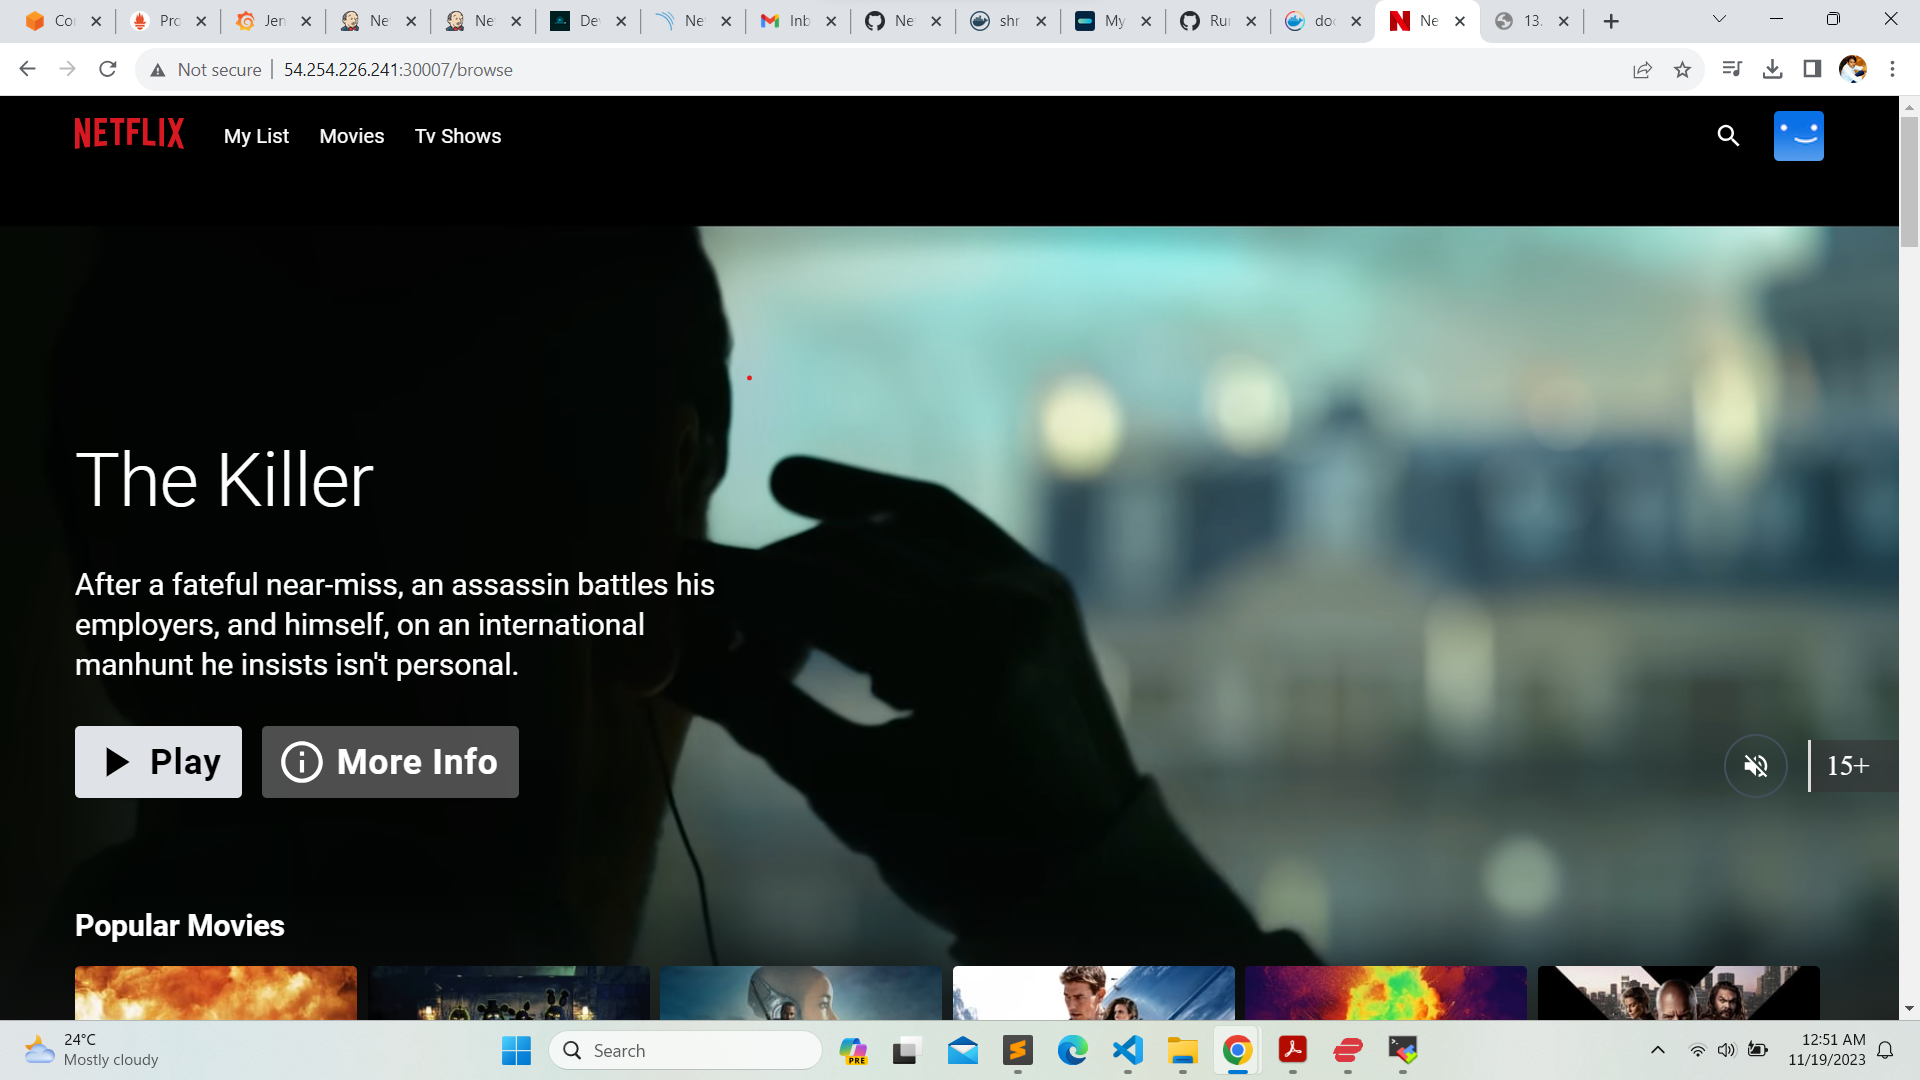 Co
Pro
Jen
Ne
Ne
Dev
Net
Inb
Ne
shr
My
Ru
doc
Ne
13.
Not secure
54.254.226.241:30007/browse
NETFLIX
My List
Movies
Tv Shows
The Killer
After a fateful near-miss, an assassin battles his
employers, and himself, on an international
manhunt he insists isn't personal.
Play
More Info
15+
Popular Movies
24°C
Mostly cloudy
Search
PRE
12:51 AM
11/19/2023